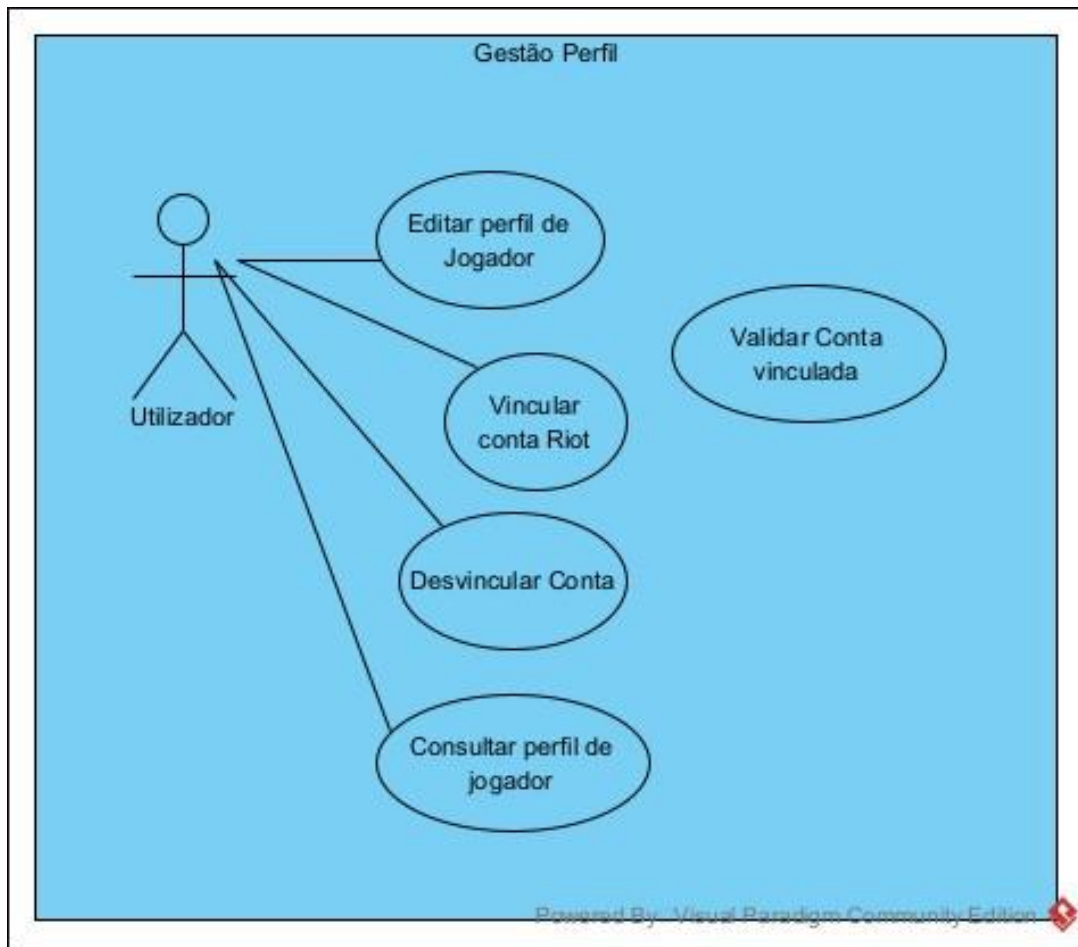 Gestão Perfil
Editar perfil de
Jogador
Validar Conta
vinculada
Utilizador
Vincular
conta Riot
Desvincular Conta
Consultar perfil de
jogador
Powered By Visual Paradigm Community Edition